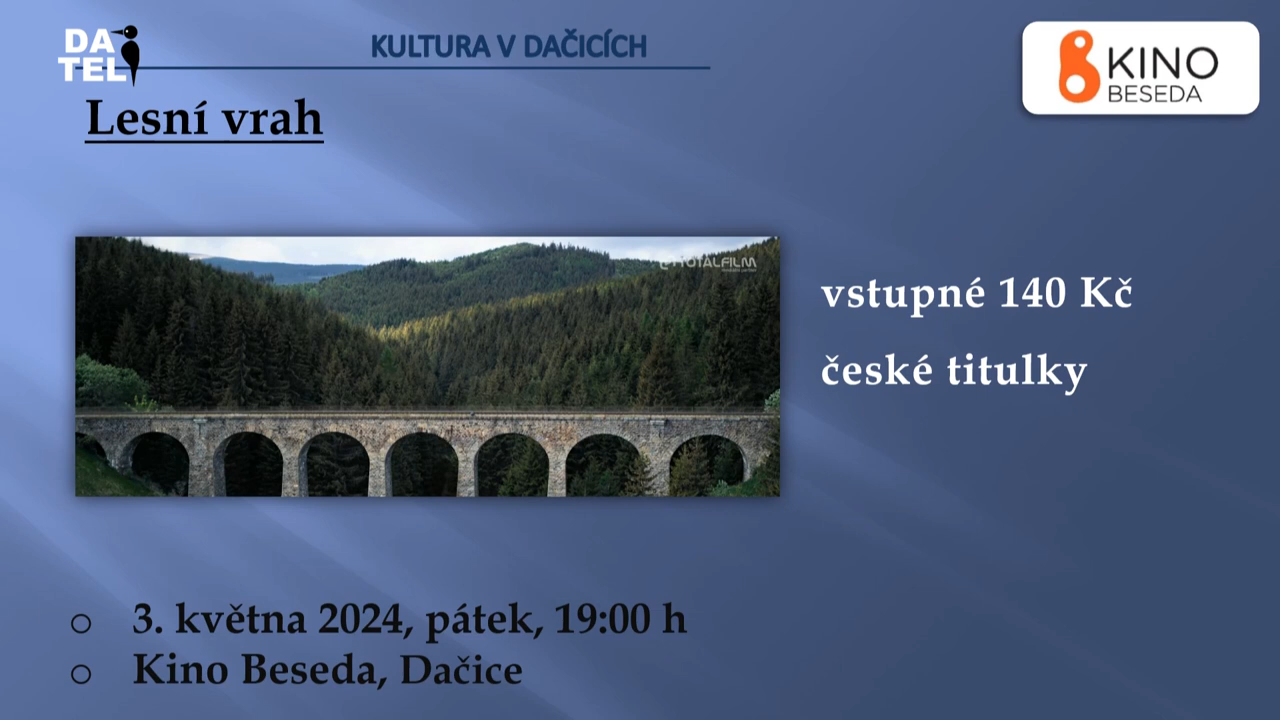 DA
TEL
KULTURA V DAČICÍCH
KINO
BESEDA
Lesní vrah
vstupné 140 Kč
české titulky
3. května 2024, pátek, 19:00 h
Kino Beseda, Dačice